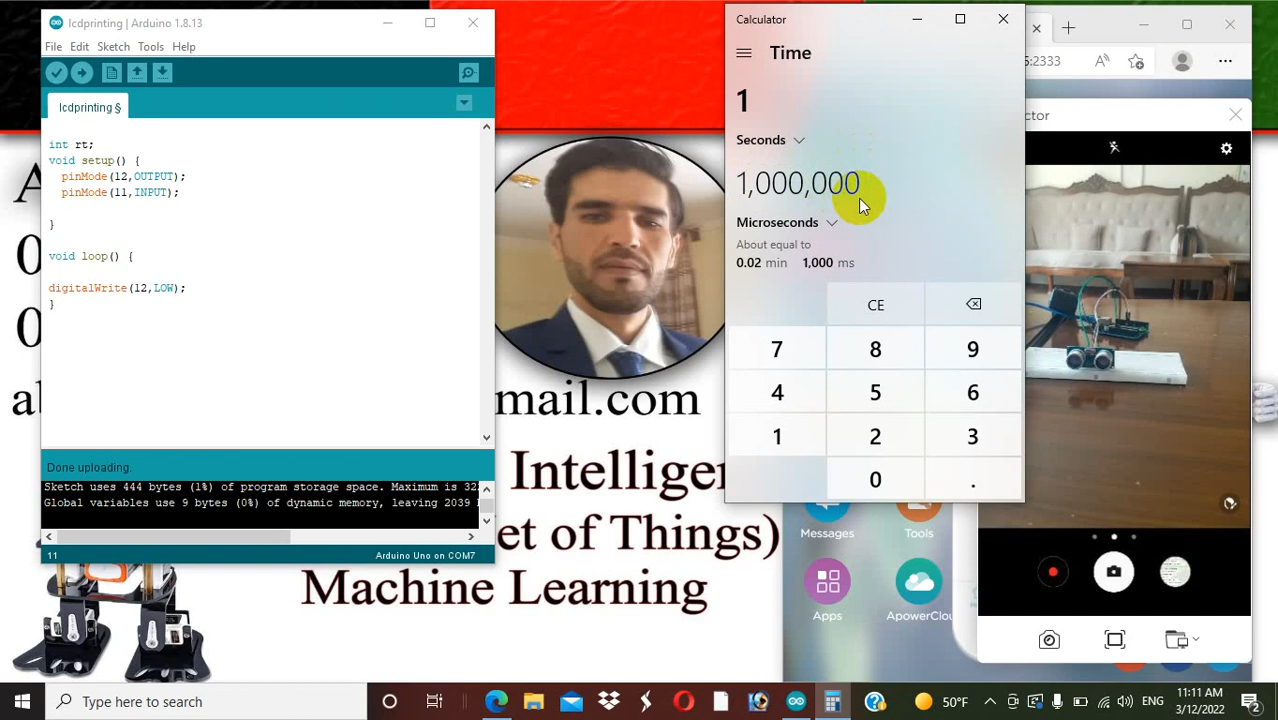 lcdprinting | Arduino 1.8.13
File Edit Sketch Tools Help
lcdprinting §
int rt;
void setup() {
pinMode(12,OUTPUT);
pinMode(11,INPUT);
}
void loop() {
digitalWrite(12,LOW);
}
Done uploading.
Sketch uses 444 bytes (1%) of program storage space. Maximum is 32
Global variables use 9 bytes (0%) of dynamic memory, leaving 2039
11
Arduino Uno on COM7
Calculator
Time
1
Seconds
1,000,000
Microseconds
About equal to
0.02 min 1,000 ms
CE
7 8 9
4 5 6
1 2 3
0 .
:2333
ctor
mail.com
Intelligen
et of Things)
Machine Learning
Messages
Tools
Apps
ApowerClou
Type here to search
50°F
ENG
11:11 AM
3/12/2022
2